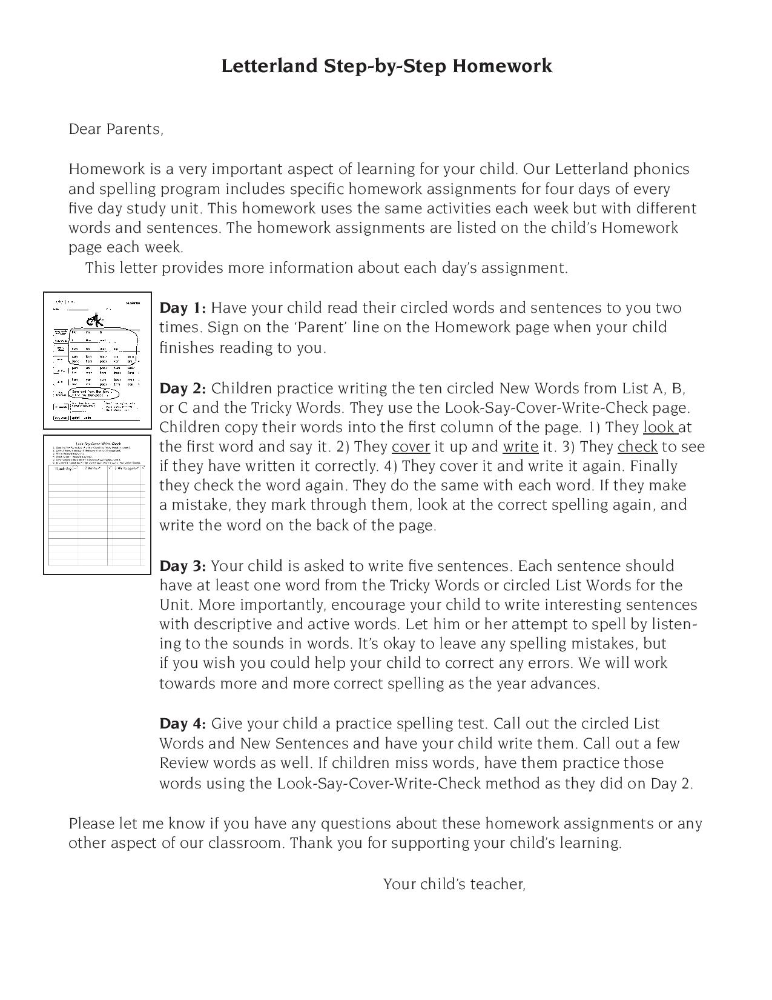 Letterland Step-by-Step Homework
Dear Parents,
Homework is a very important aspect of learning for your child. Our Letterland phonics
and spelling program includes specific homework assignments for four days of every
five day study unit. This homework uses the same activities each week but with different
words and sentences. The homework assignments are listed on the child’s Homework
page each week.
This letter provides more information about each day’s assignment.
Day 1: Have your child read their circled words and sentences to you two
times. Sign on the ‘Parent’ line on the Homework page when your child
finishes reading to you.
Look-Say-Cover-Write-Check
Day 2: Children practice writing the ten circled New Words from List A, B,
or C and the Tricky Words. They use the Look-Say-Cover-Write-Check page.
Children copy their words into the first column of the page. 1) They look at
the first word and say it. 2) They cover it up and write it. 3) They check to see
if they have written it correctly. 4) They cover it and write it again. Finally
they check the word again. They do the same with each word. If they make
a mistake, they mark through them, look at the correct spelling again, and
write the word on the back of the page.
Day 3: Your child is asked to write five sentences. Each sentence should
have at least one word from the Tricky Words or circled List Words for the
Unit. More importantly, encourage your child to write interesting sentences
with descriptive and active words. Let him or her attempt to spell by listen-
ing to the sounds in words. It’s okay to leave any spelling mistakes, but
if you wish you could help your child to correct any errors. We will work
towards more and more correct spelling as the year advances.
Day 4: Give your child a practice spelling test. Call out the circled List
Words and New Sentences and have your child write them. Call out a few
Review words as well. If children miss words, have them practice those
words using the Look-Say-Cover-Write-Check method as they did on Day 2.
Please let me know if you have any questions about these homework assignments or any
other aspect of our classroom. Thank you for supporting your child’s learning.
Your child’s teacher,